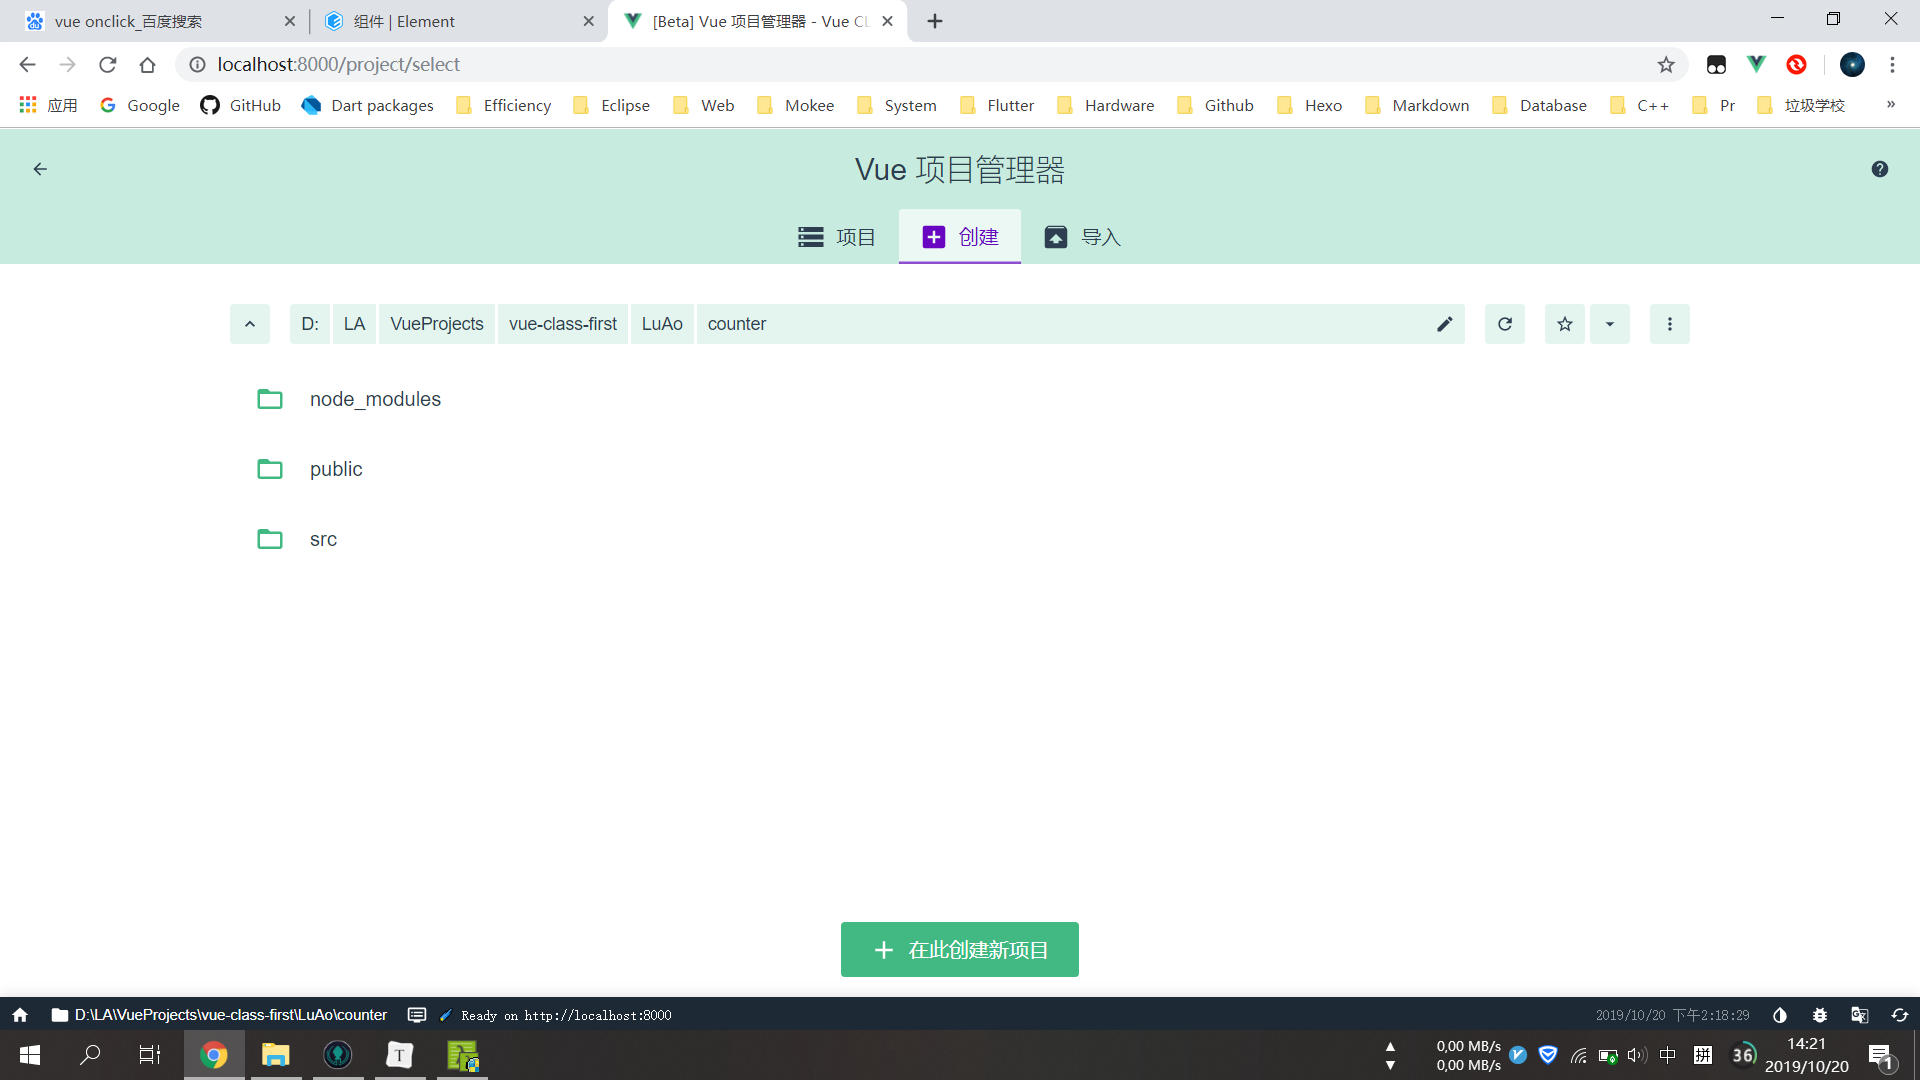 vue onclick_百度搜索
组件 | Element
[Beta] Vue 项目管理器 - Vue CL
localhost:8000/project/select
应用 Google GitHub Dart packages Efficiency Eclipse Web Mokee System Flutter Hardware Github Hexo Markdown Database C++ Pr 垃圾学校 »
Vue 项目管理器
项目 创建 导入
D: LA VueProjects vue-class-first LuAo counter
node_modules
public
src
在此创建新项目
D:\LA\VueProjects\vue-class-first\LuAo\counter Ready on http://localhost:8000 2019/10/20 下午2:18:29
T
0,00 MB/s
0,00 MB/s
中 拼 36
14:21
2019/10/20
1